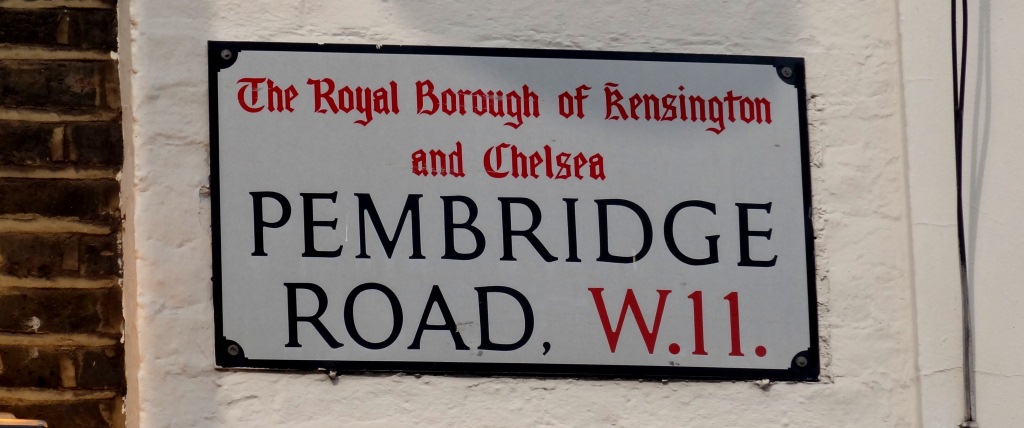 The Royal Borough of Kensington
and Chelsea
PEMBRIDGE
ROAD, W.11.